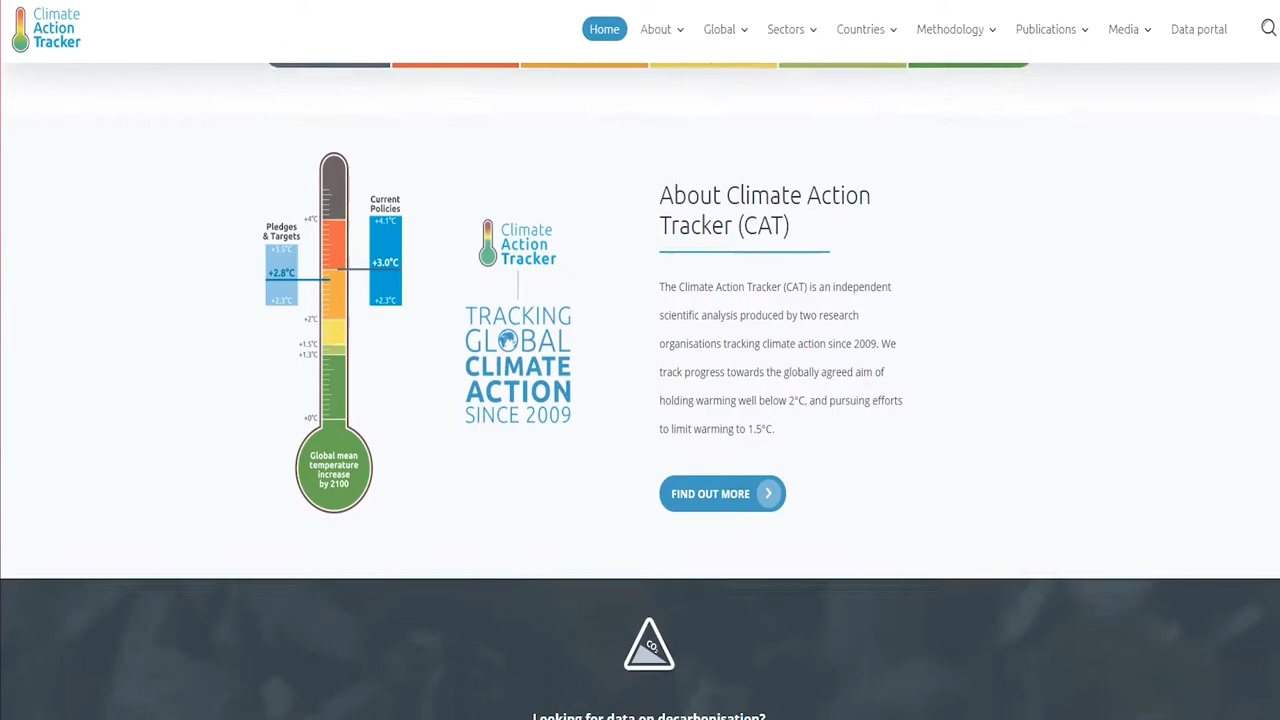 Climate
Action
Tracker
Home
About
Global
Sectors
Countries
Methodology
Publications
Media
Data portal
Pledges
& Targets
+3.5°C
+2.8°C
+2.3°C
+4°C
+2°C
+1.5°C
+1.3°C
+0°C
Current
Policies
+4.1°C
+3.0°C
+2.3°C
Global mean
temperature
increase
by 2100
Climate
Action
Tracker
TRACKING
GLOBAL
CLIMATE
ACTION
SINCE 2009
About Climate Action
Tracker (CAT)
The Climate Action Tracker (CAT) is an independent
scientific analysis produced by two research
organisations tracking climate action since 2009. We
track progress towards the globally agreed aim of
holding warming well below 2°C, and pursuing efforts
to limit warming to 1.5°C.
FIND OUT MORE
CO₂
Looking for data on decarbonisation?